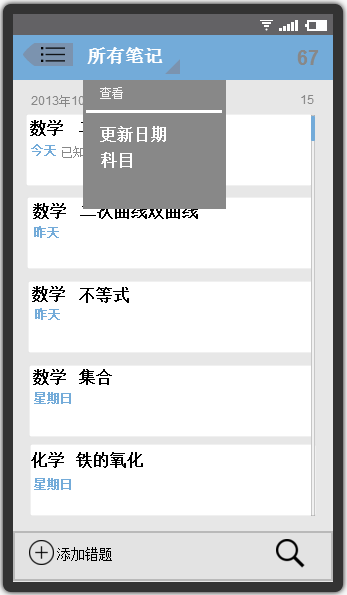 所有笔记 67
查看
更新日期
科目
2013年10 15
数学
今天 已知
数学 二次曲线双曲线
昨天
数学 不等式
昨天
数学 集合
星期日
化学 铁的氧化
星期日
添加错题